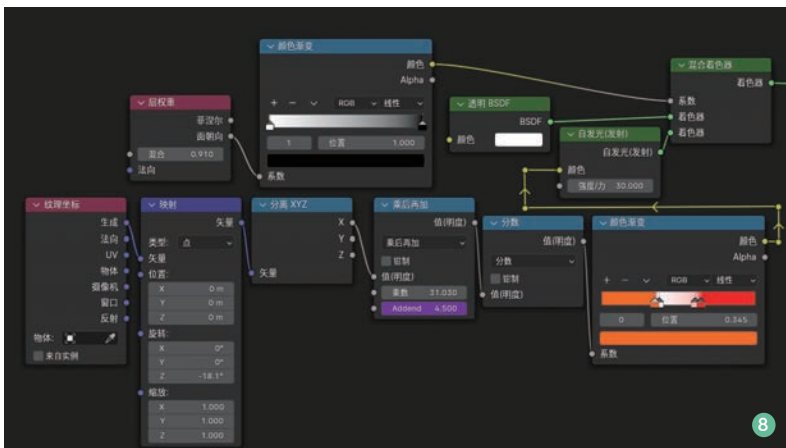 颜色渐变
颜色
Alpha
RGB
线性
1
位置
1.000
系数
层权重
菲涅尔
面朝向
混合
0.910
法向
透明 BSDF
BSDF
颜色
自发光(发射)
自发光(发射)
颜色
强度/力 30.000
混合着色器
着色器
系数
着色器
着色器
纹理坐标
生成
法向
UV
物体
摄像机
窗口
反射
物体:
来自实例
映射
矢量
类型: 点
矢量
位置:
X 0 m
Y 0 m
Z 0 m
旋转:
X 0°
Y 0°
Z -18.1°
缩放:
X 1.000
Y 1.000
Z 1.000
分离 XYZ
X
Y
Z
矢量
乘后再加
值(明度)
乘后再加
钳制
值(明度)
乘数 31.030
Addend 4.500
分数
值(明度)
分数
钳制
值(明度)
颜色渐变
颜色
Alpha
RGB
线性
0
位置
0.345
系数
8